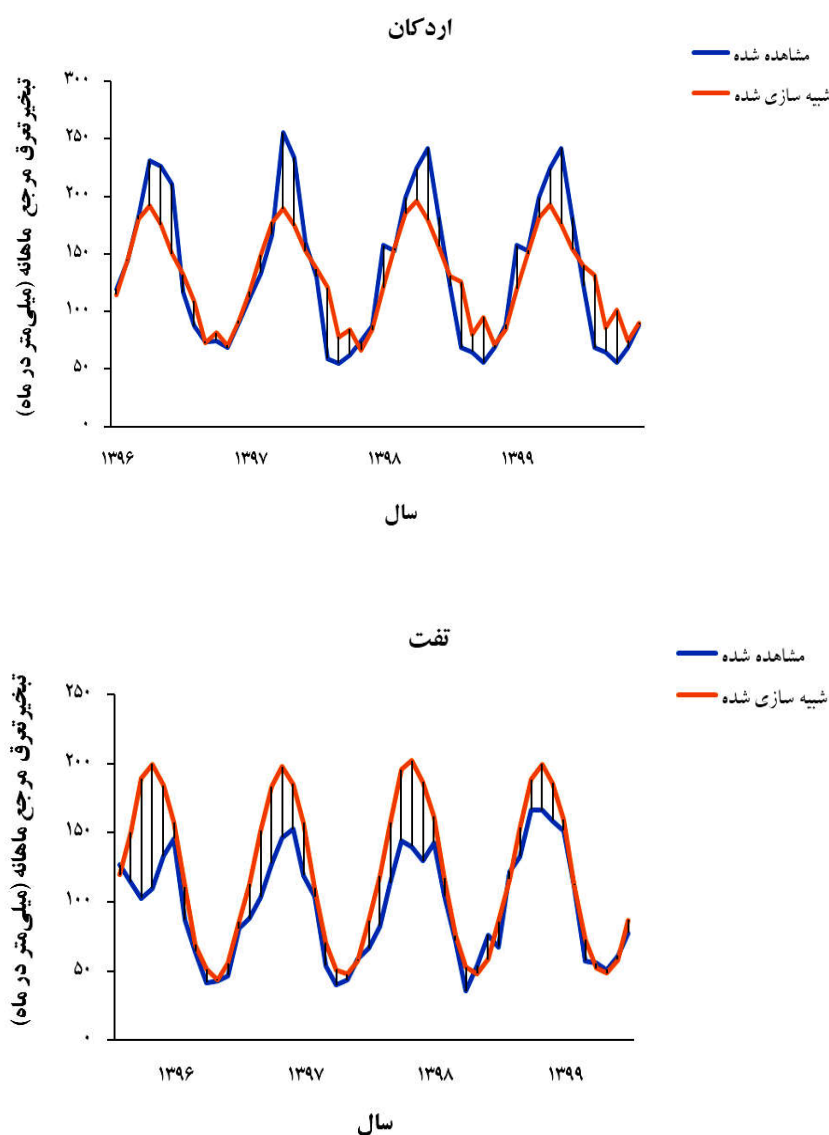 اردکان
مشاهده شده
شبیه سازی شده
تبخیر تعرق مرجع ماهانه (میلی‌متر در ماه)
۳۰۰
۲۵۰
۲۰۰
۱۵۰
۱۰۰
۵۰
۰
۱۳۹۶ ۱۳۹۷ ۱۳۹۸ ۱۳۹۹
سال
تفت
مشاهده شده
شبیه سازی شده
تبخیر تعرق مرجع ماهانه (میلی‌متر در ماه)
۲۵۰
۲۰۰
۱۵۰
۱۰۰
۵۰
۰
۱۳۹۶ ۱۳۹۷ ۱۳۹۸ ۱۳۹۹
سال